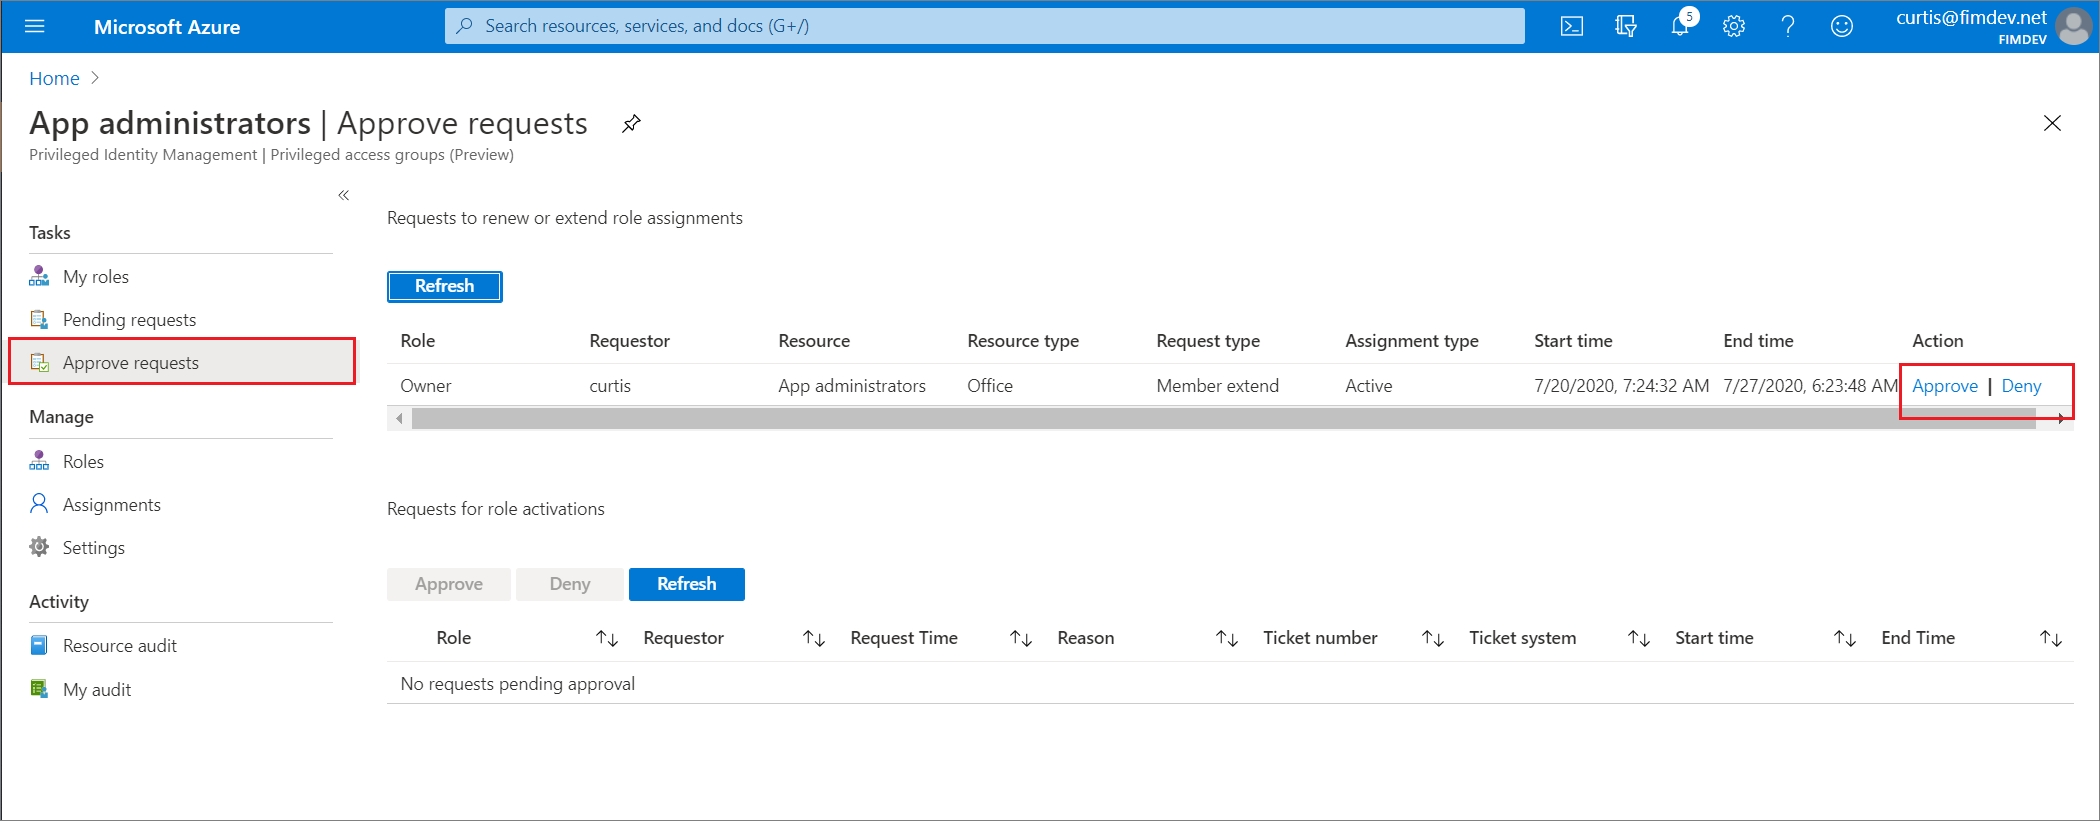 Microsoft Azure
Search resources, services, and docs (G+/)
5
curtis@fimdev.net
FIMDEV
Home
App administrators | Approve requests
Privileged Identity Management | Privileged access groups (Preview)
Tasks
My roles
Pending requests
Approve requests
Manage
Roles
Assignments
Settings
Activity
Resource audit
My audit
Requests to renew or extend role assignments
Refresh
Role Requestor Resource Resource type Request type Assignment type Start time End time Action
Owner curtis App administrators Office Member extend Active 7/20/2020, 7:24:32 AM 7/27/2020, 6:23:48 AM Approve | Deny
Requests for role activations
Approve Deny Refresh
Role Requestor Request Time Reason Ticket number Ticket system Start time End Time
No requests pending approval